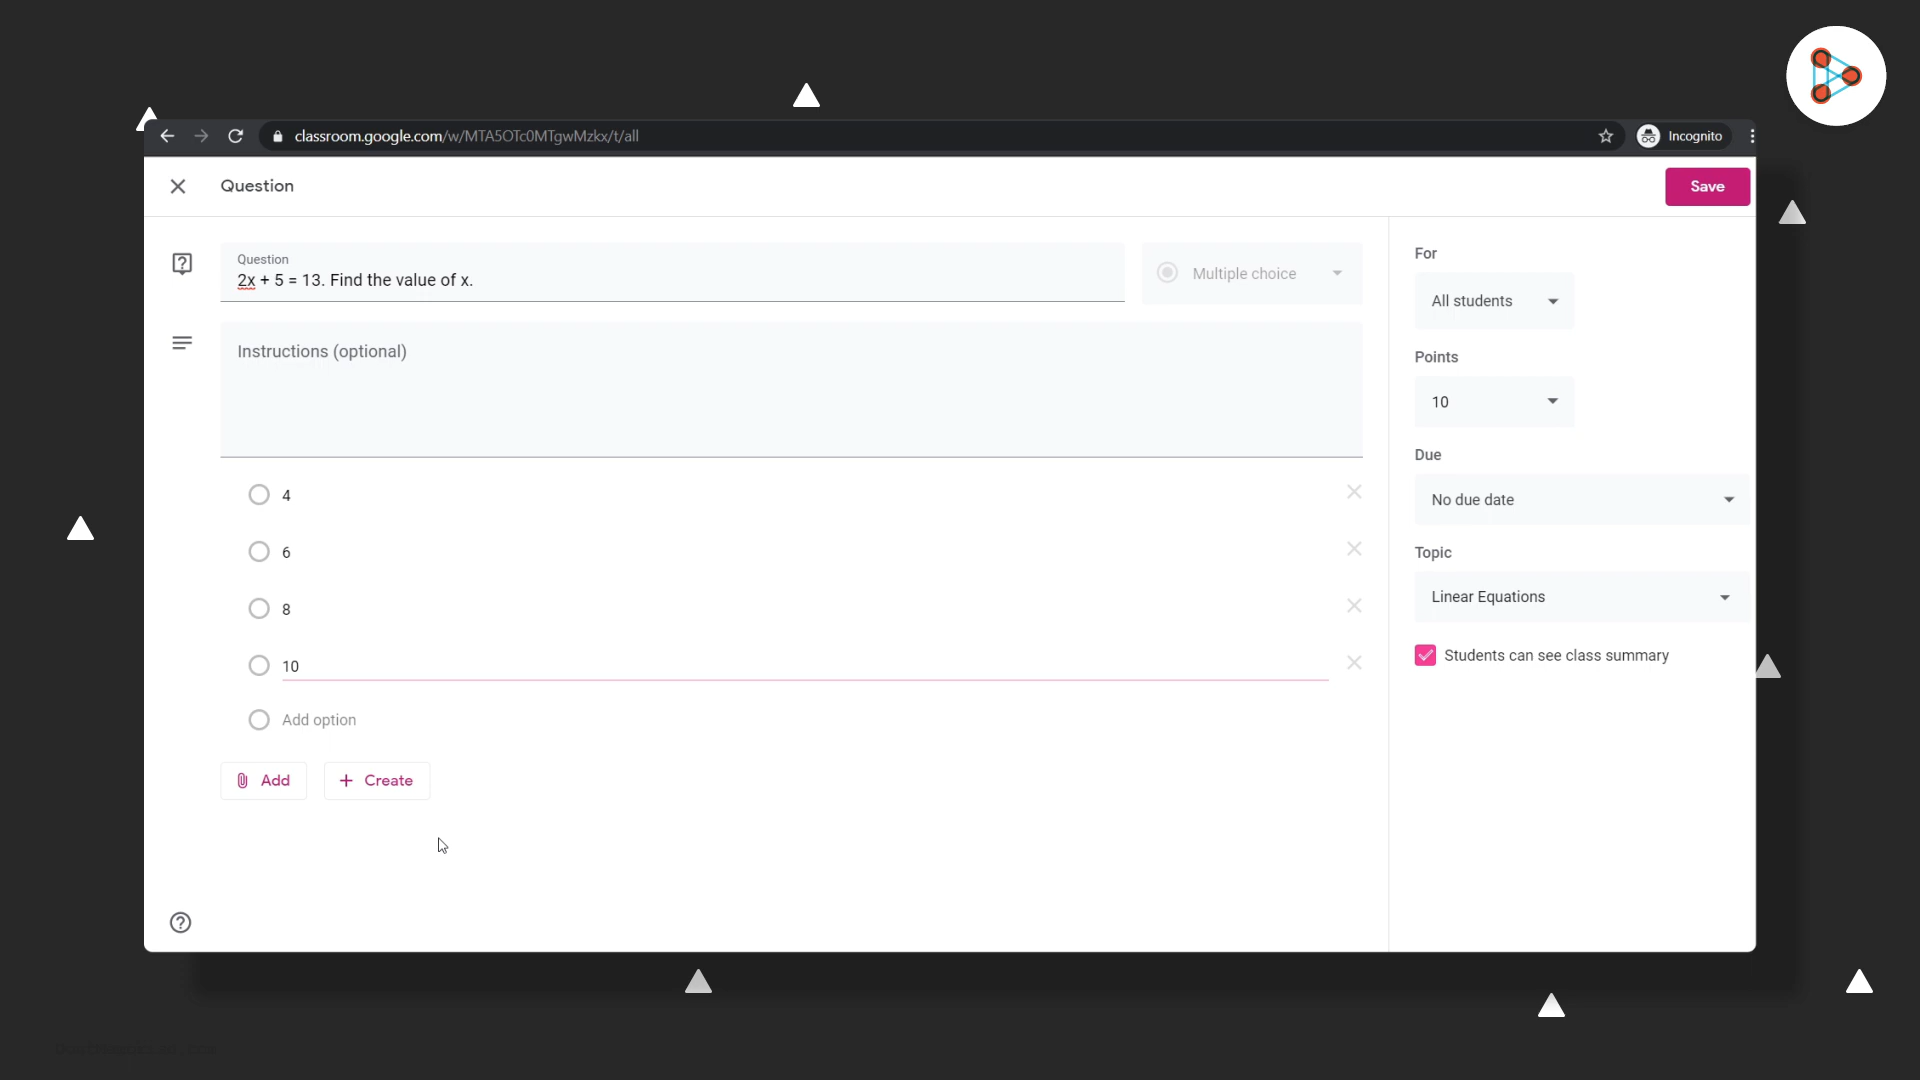 classroom.google.com/w/MTA5OTc0MTgwMzkx/t/all
Incognito
Question
Save
Question
2x + 5 = 13. Find the value of x.
Multiple choice
Instructions (optional)
4
6
8
10
Add option
Add
Create
For
All students
Points
10
Due
No due date
Topic
Linear Equations
Students can see class summary